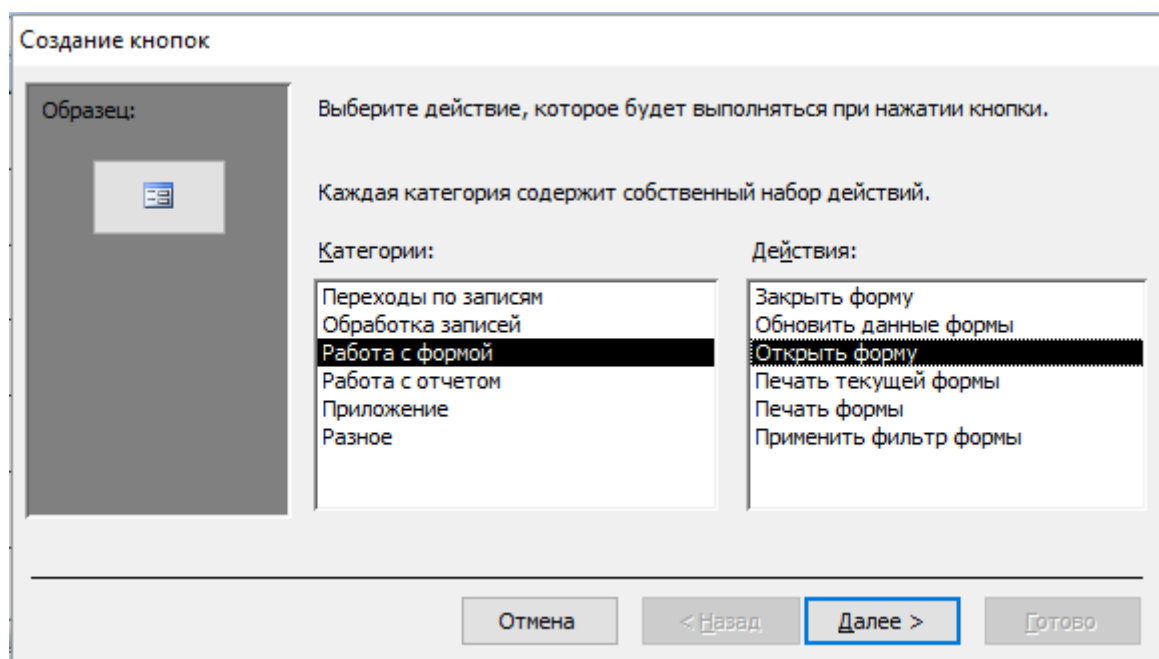 Создание кнопок
Образец:
Выберите действие, которое будет выполняться при нажатии кнопки.
Каждая категория содержит собственный набор действий.
Категории:
Переходы по записям
Обработка записей
Работа с формой
Работа с отчетом
Приложение
Разное
Действия:
Закрыть форму
Обновить данные формы
Открыть форму
Печать текущей формы
Печать формы
Применить фильтр формы
Отмена
< Назад
Далее >
Готово